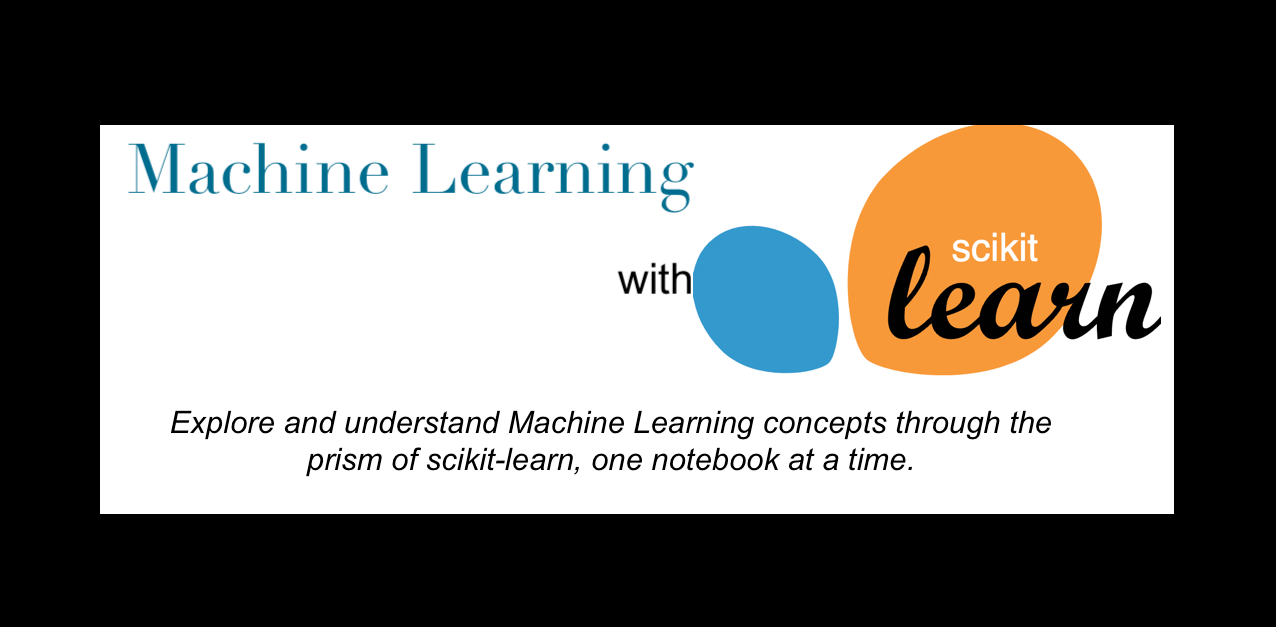 Machine Learning
with
scikit
learn
Explore and understand Machine Learning concepts through the
prism of scikit-learn, one notebook at a time.